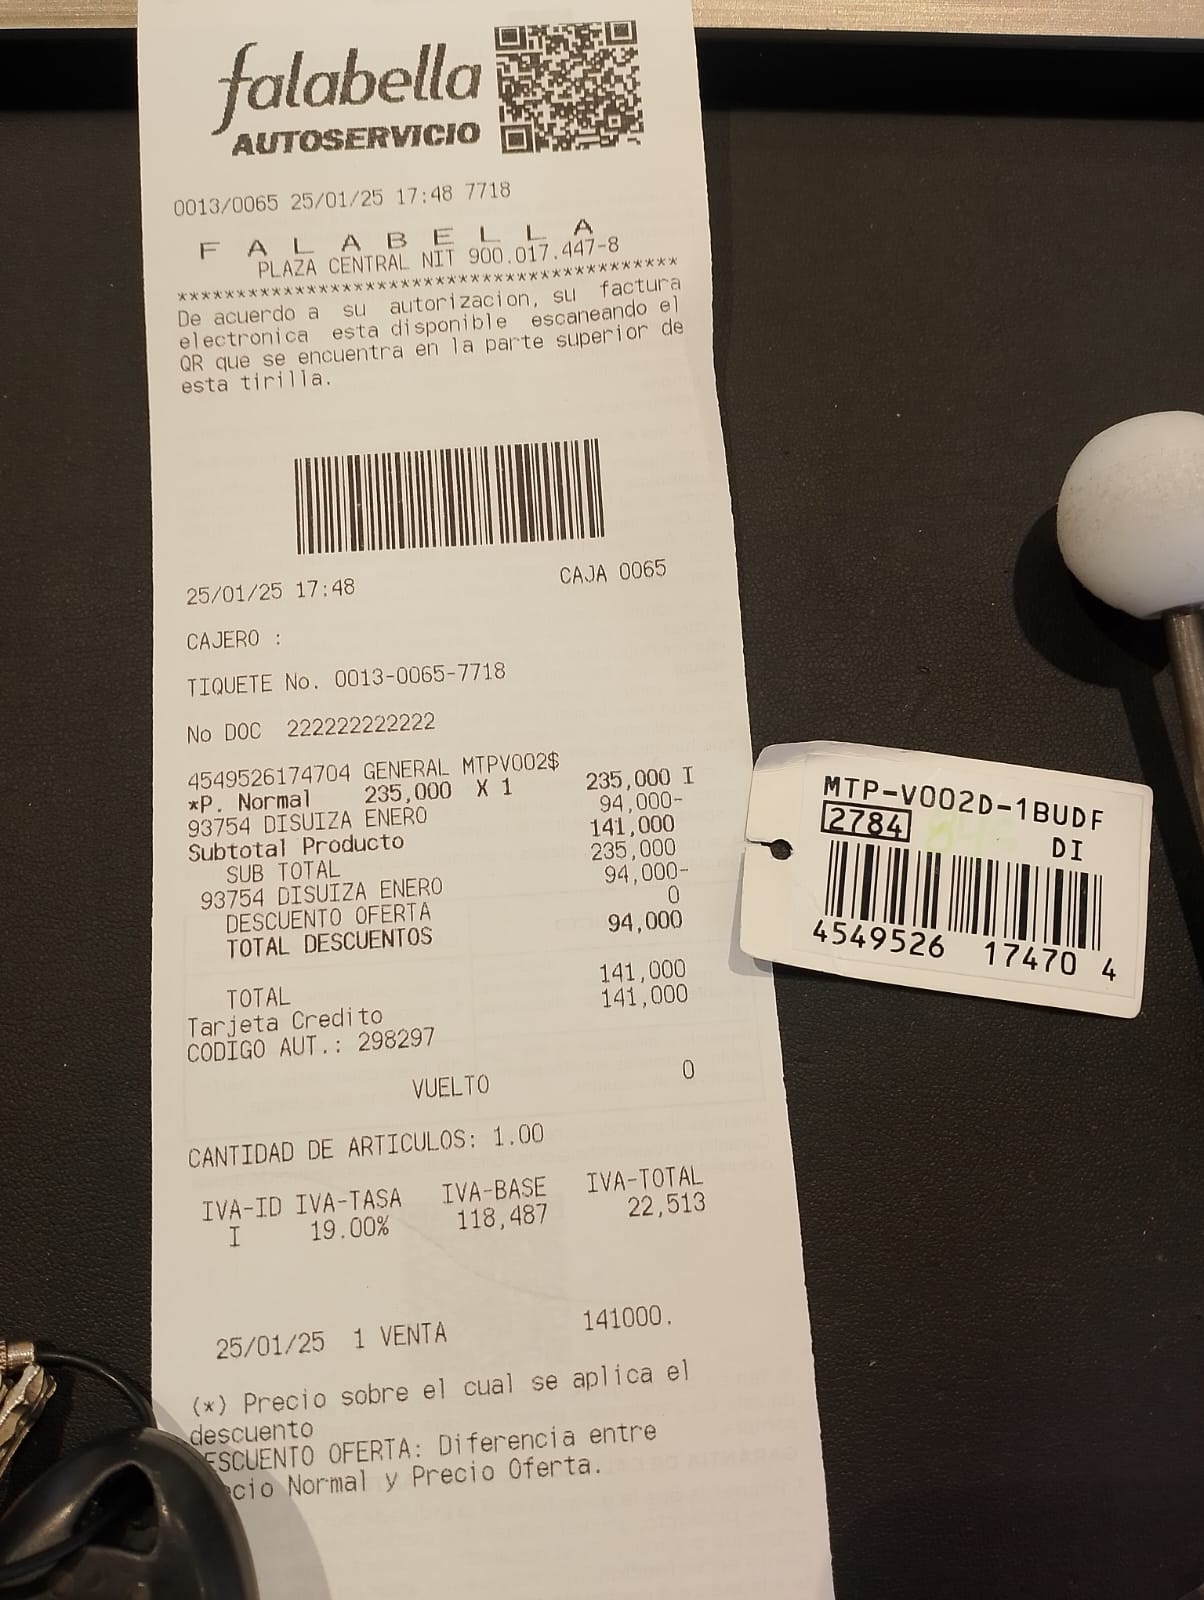 falabella
AUTOSERVICIO
0013/0065 25/01/25 17:48 7718
F A L A B E L L A
PLAZA CENTRAL NIT 900.017.447-8
*******************************************
De acuerdo a su autorizacion, su factura
electronica esta disponible escaneando el
QR que se encuentra en la parte superior de
esta tirilla.
25/01/25 17:48 CAJA 0065
CAJERO :
TIQUETE No. 0013-0065-7718
No DOC 222222222222
4549526174704 GENERAL MTPV002$
*P. Normal 235,000 X 1 235,000 I
93754 DISUIZA ENERO 94,000-
Subtotal Producto 141,000
SUB TOTAL 235,000
93754 DISUIZA ENERO 94,000-
DESCUENTO OFERTA 0
TOTAL DESCUENTOS 94,000
TOTAL 141,000
Tarjeta Credito 141,000
CODIGO AUT.: 298297
VUELTO 0
CANTIDAD DE ARTICULOS: 1.00
IVA-ID IVA-TASA IVA-BASE IVA-TOTAL
I 19.00% 118,487 22,513
25/01/25 1 VENTA 141000.
(*) Precio sobre el cual se aplica el
descuento
ESCUENTO OFERTA: Diferencia entre
cio Normal y Precio Oferta.
MTP-V002D-1BUDF
2784
DI
4549526 17470 4